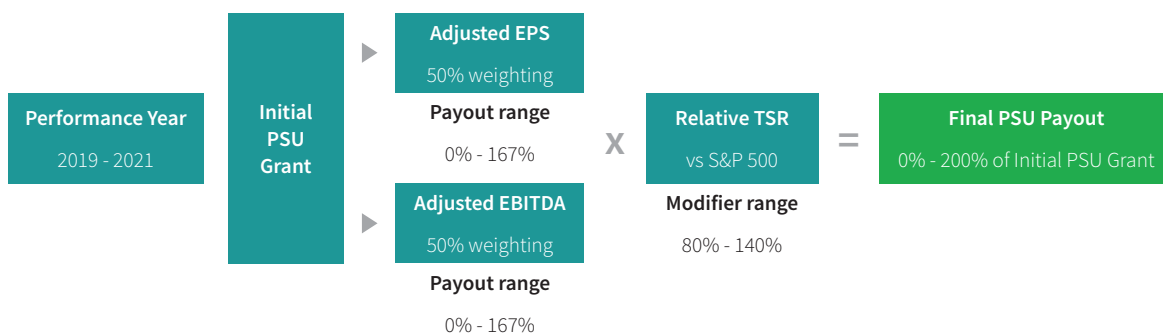 Performance Year
2019 - 2021
Initial
PSU
Grant
Adjusted EPS
50% weighting
Payout range
0% - 167%
Adjusted EBITDA
50% weighting
Payout range
0% - 167%
x
Relative TSR
vs S&P 500
Modifier range
80% - 140%
=
Final PSU Payout
0% - 200% of Initial PSU Grant